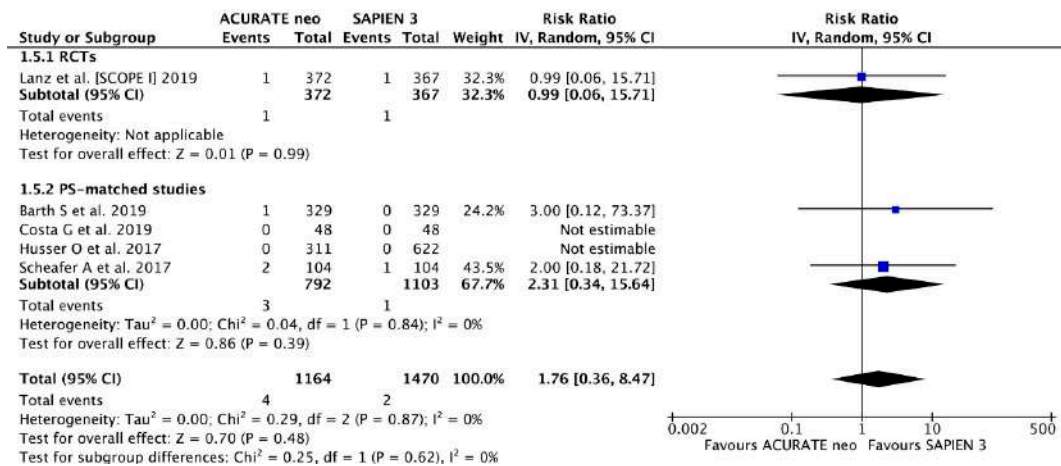 ACURATE neo SAPIEN 3 Risk Ratio Risk Ratio
Study or Subgroup Events Total Events Total Weight IV, Random, 95% CI IV, Random, 95% CI
1.5.1 RCTs
Lanz et al. [SCOPE I] 2019 1 372 1 367 32.3% 0.99 [0.06, 15.71]
Subtotal (95% CI) 372 367 32.3% 0.99 [0.06, 15.71]
Total events 1 1
Heterogeneity: Not applicable
Test for overall effect: Z = 0.01 (P = 0.99)
1.5.2 PS-matched studies
Barth S et al. 2019 1 329 0 329 24.2% 3.00 [0.12, 73.37]
Costa G et al. 2019 0 48 0 48 Not estimable
Husser O et al. 2017 0 311 0 622 Not estimable
Scheafer A et al. 2017 2 104 1 104 43.5% 2.00 [0.18, 21.72]
Subtotal (95% CI) 792 1103 67.7% 2.31 [0.34, 15.64]
Total events 3 1
Heterogeneity: Tau² = 0.00; Chi² = 0.04, df = 1 (P = 0.84); I² = 0%
Test for overall effect: Z = 0.86 (P = 0.39)
Total (95% CI) 1164 1470 100.0% 1.76 [0.36, 8.47]
Total events 4 2
Heterogeneity: Tau² = 0.00; Chi² = 0.29, df = 2 (P = 0.87); I² = 0%
Test for overall effect: Z = 0.70 (P = 0.48)
Test for subgroup differences: Chi² = 0.25, df = 1 (P = 0.62), I² = 0%
0.002 0.1 1 10 500
Favours ACURATE neo Favours SAPIEN 3